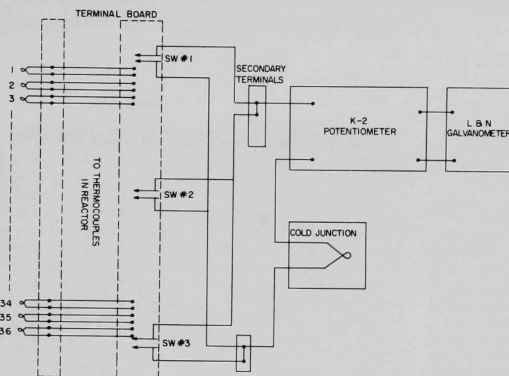 TERMINAL BOARD
SW #1
1
2
3
SECONDARY
TERMINALS
K-2
POTENTIOMETER
L & N
GALVANOMETER
TO THERMOCOUPLES
IN REACTOR
SW #2
COLD JUNCTION
34
35
36
SW #3